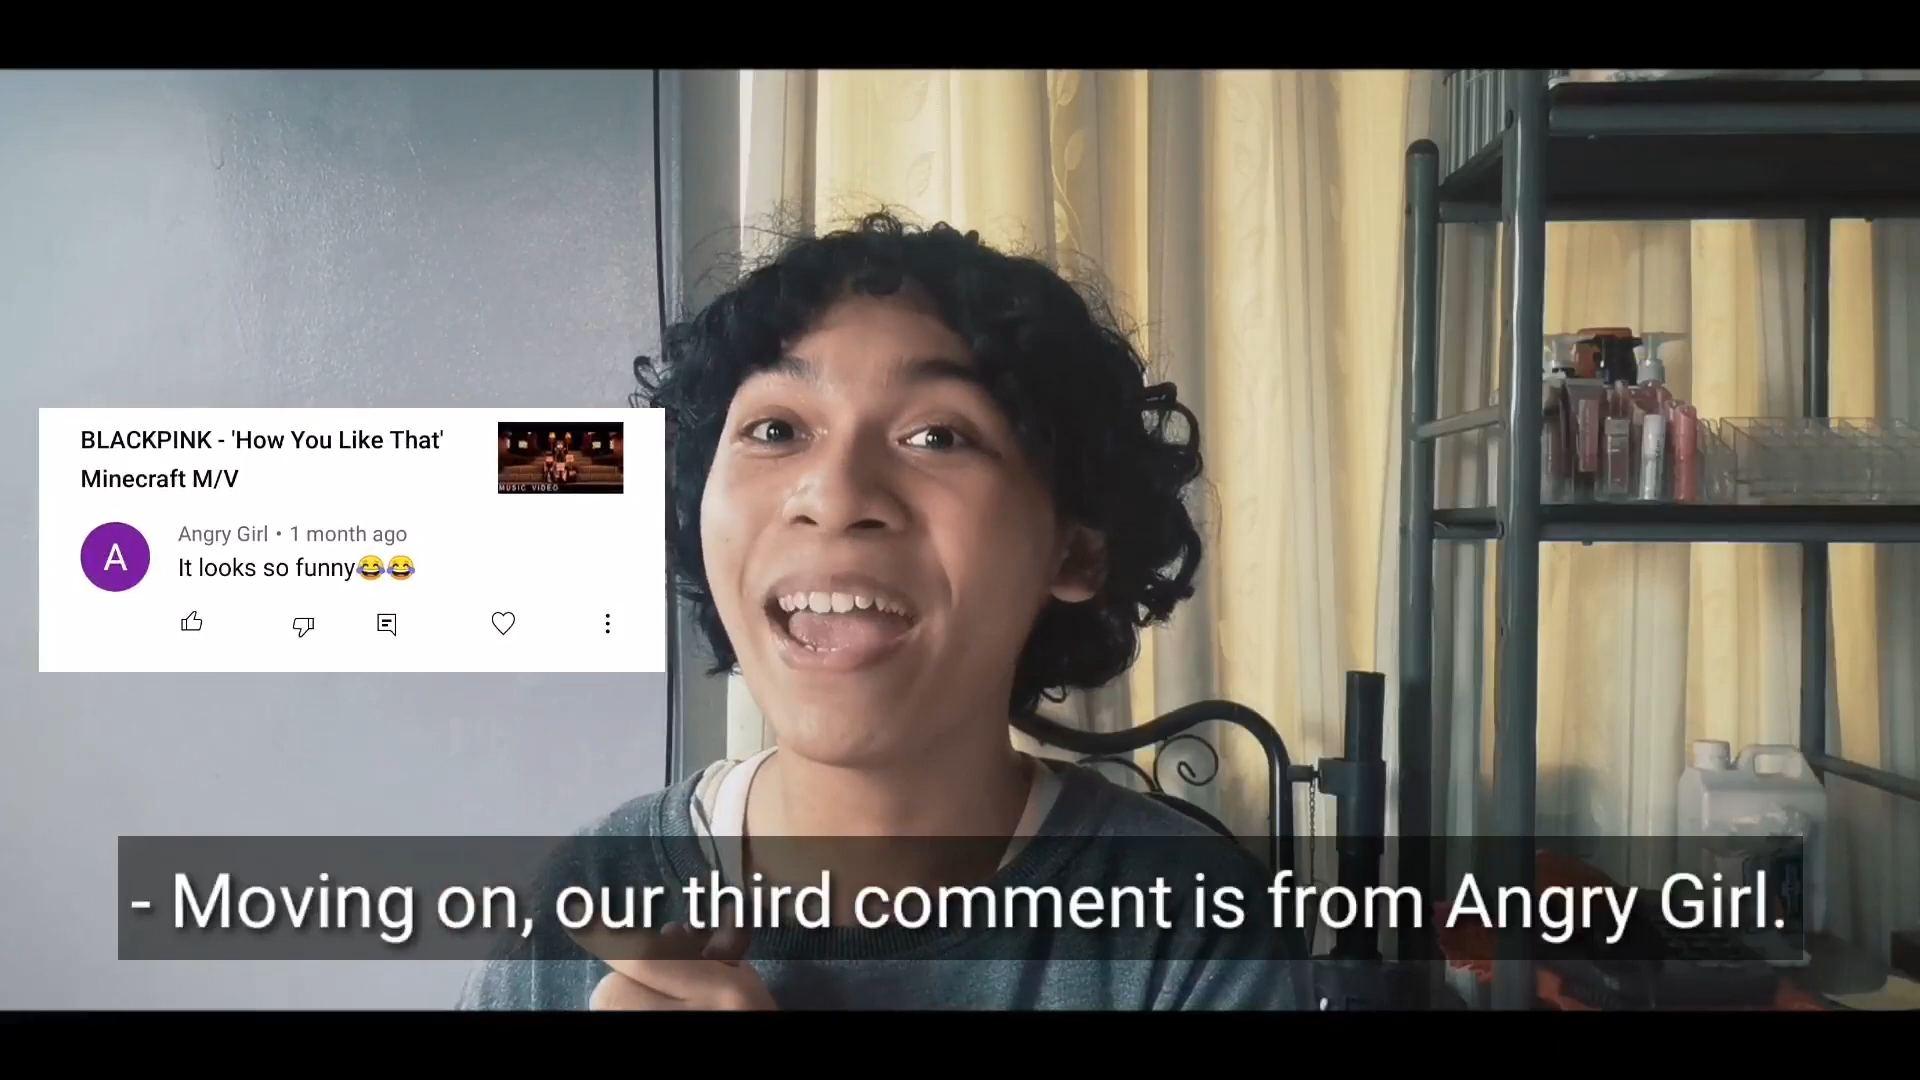 BLACKPINK - 'How You Like That'
Minecraft M/V
MUSIC VIDEO
A
Angry Girl • 1 month ago
It looks so funny😂😂
- Moving on, our third comment is from Angry Girl.